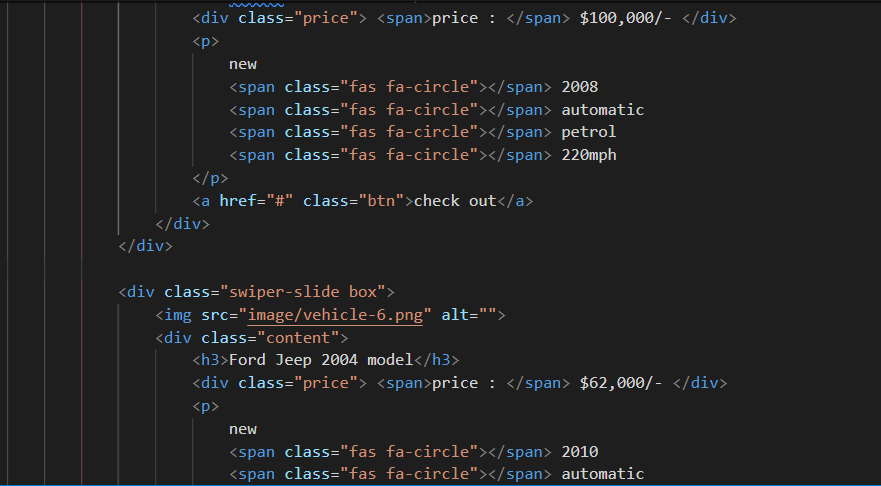 <div class="price"> <span>price : </span> $100,000/- </div>
<p>
new
<span class="fas fa-circle"></span> 2008
<span class="fas fa-circle"></span> automatic
<span class="fas fa-circle"></span> petrol
<span class="fas fa-circle"></span> 220mph
</p>
<a href="#" class="btn">check out</a>
</div>
</div>
<div class="swiper-slide box">
<img src="image/vehicle-6.png" alt="">
<div class="content">
<h3>Ford Jeep 2004 model</h3>
<div class="price"> <span>price : </span> $62,000/- </div>
<p>
new
<span class="fas fa-circle"></span> 2010
<span class="fas fa-circle"></span> automatic